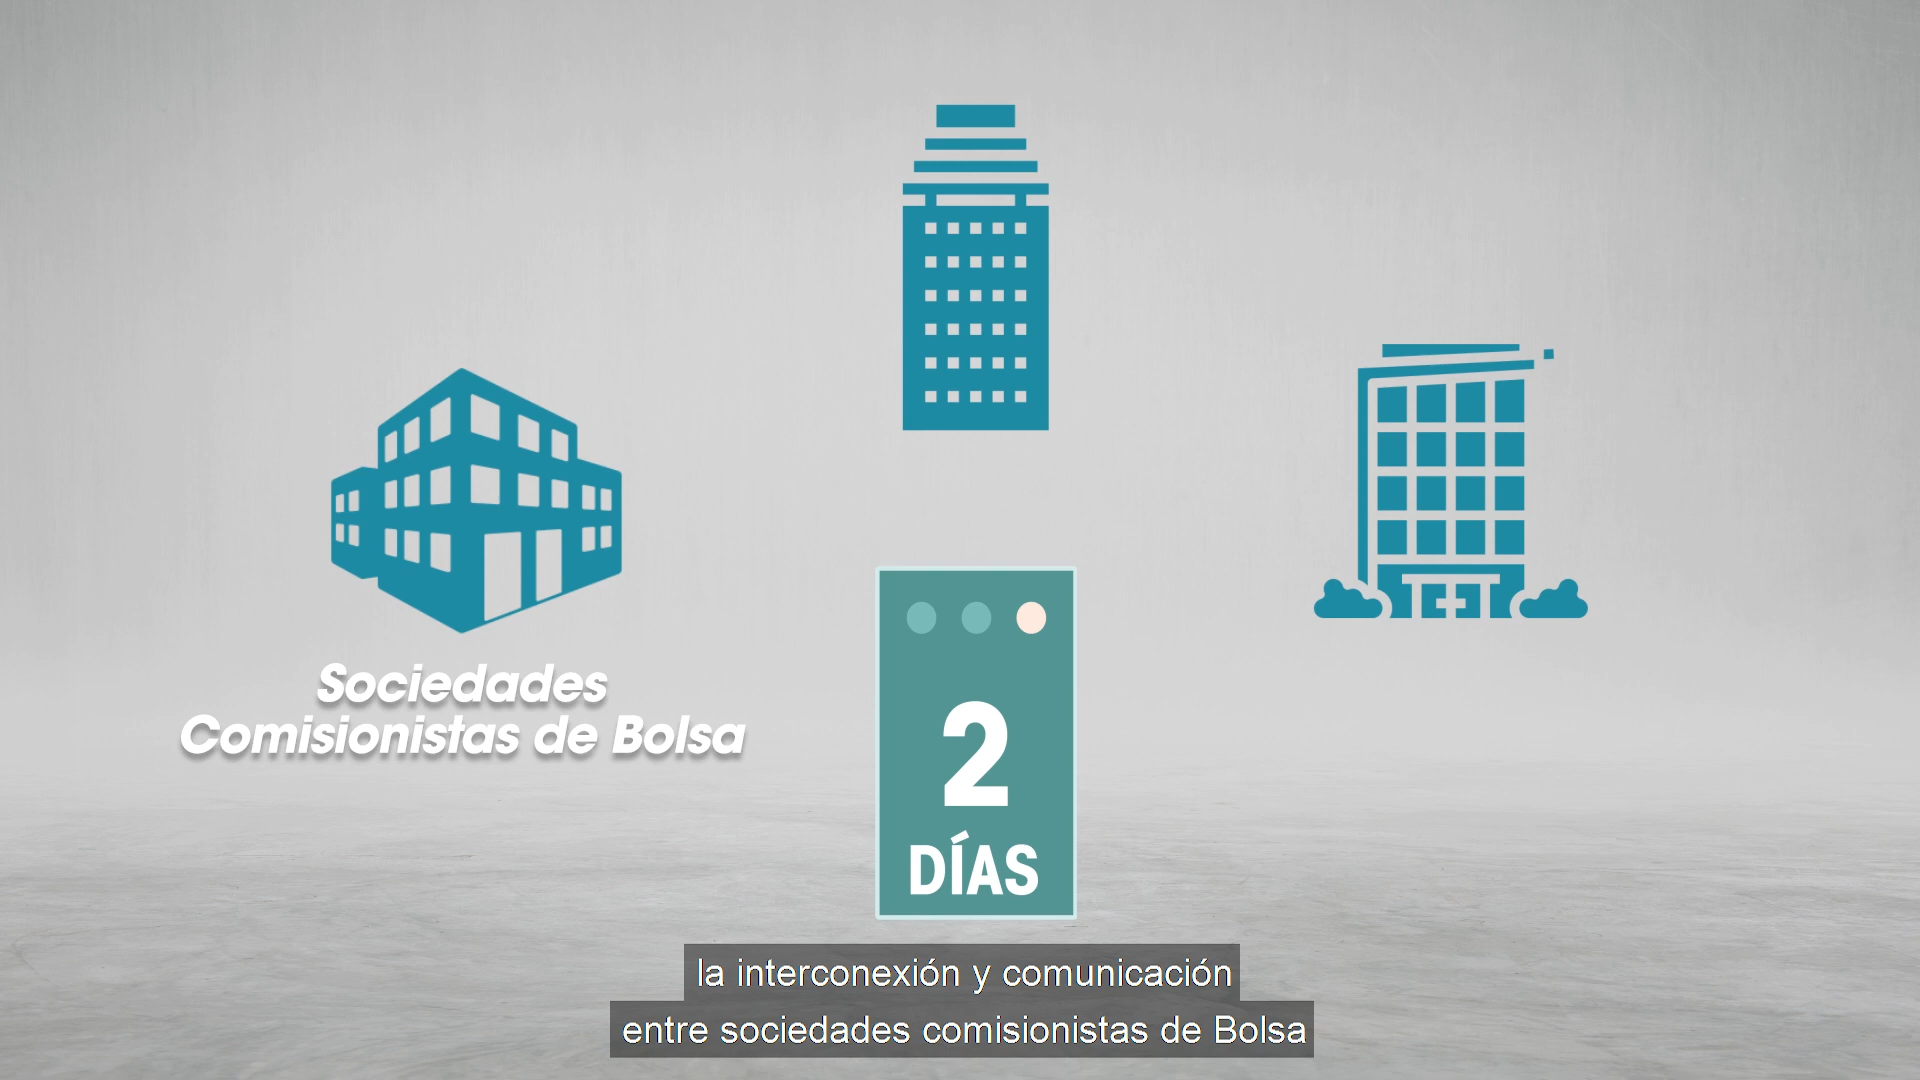 Sociedades
Comisionistas de Bolsa
2
DÍAS
la interconexión y comunicación
entre sociedades comisionistas de Bolsa